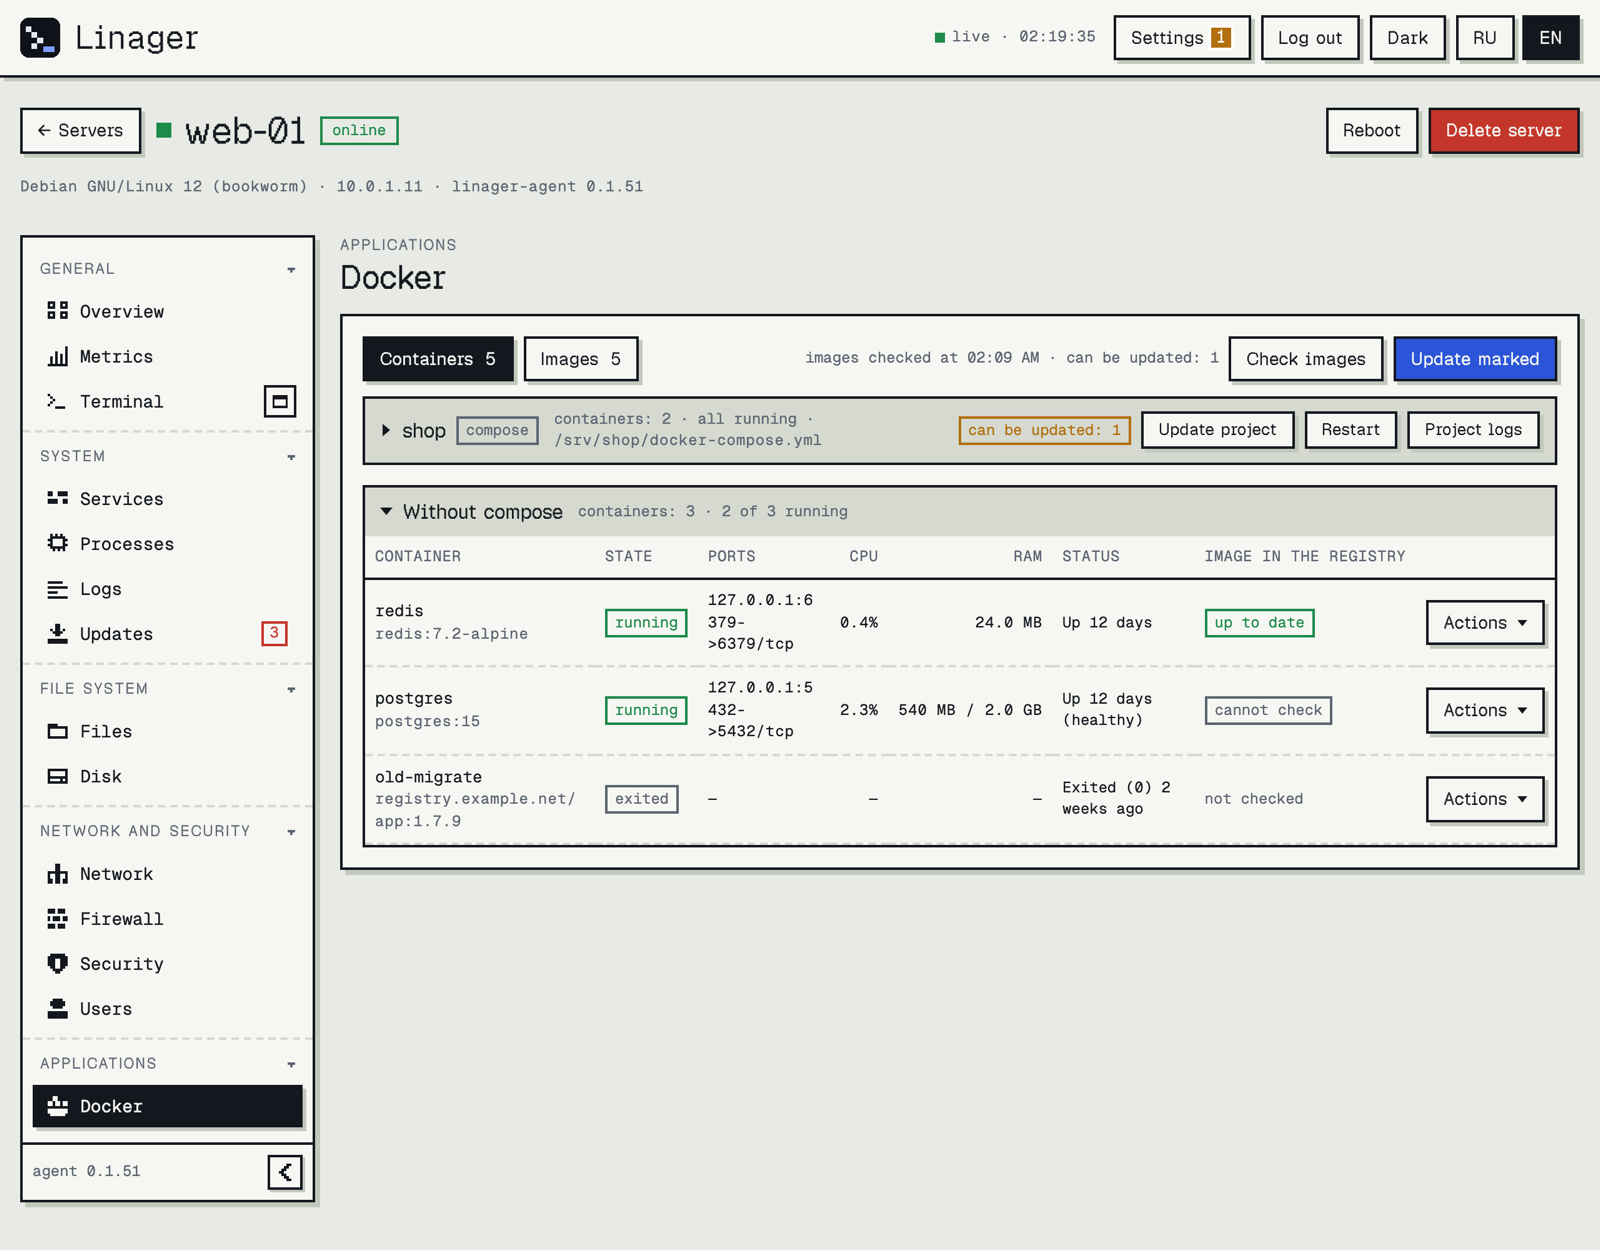 Linager
live · 02:19:35
Settings 1
Log out
Dark
RU
EN
← Servers
web-01
online
Reboot
Delete server
Debian GNU/Linux 12 (bookworm) · 10.0.1.11 · linager-agent 0.1.51
GENERAL
Overview
Metrics
Terminal
SYSTEM
Services
Processes
Logs
Updates 3
FILE SYSTEM
Files
Disk
NETWORK AND SECURITY
Network
Firewall
Security
Users
APPLICATIONS
Docker
agent 0.1.51
APPLICATIONS
Docker
Containers 5
Images 5
images checked at 02:09 AM · can be updated: 1
Check images
Update marked
shop
compose
containers: 2 · all running ·
/srv/shop/docker-compose.yml
can be updated: 1
Update project
Restart
Project logs
Without compose
containers: 3 · 2 of 3 running
CONTAINER STATE PORTS CPU RAM STATUS IMAGE IN THE REGISTRY
redis
redis:7.2-alpine
running
127.0.0.1:6
379-
>6379/tcp
0.4%
24.0 MB
Up 12 days
up to date
Actions
postgres
postgres:15
running
127.0.0.1:5
432-
>5432/tcp
2.3%
540 MB / 2.0 GB
Up 12 days
(healthy)
cannot check
Actions
old-migrate
registry.example.net/
app:1.7.9
exited
–
–
–
Exited (0) 2
weeks ago
not checked
Actions